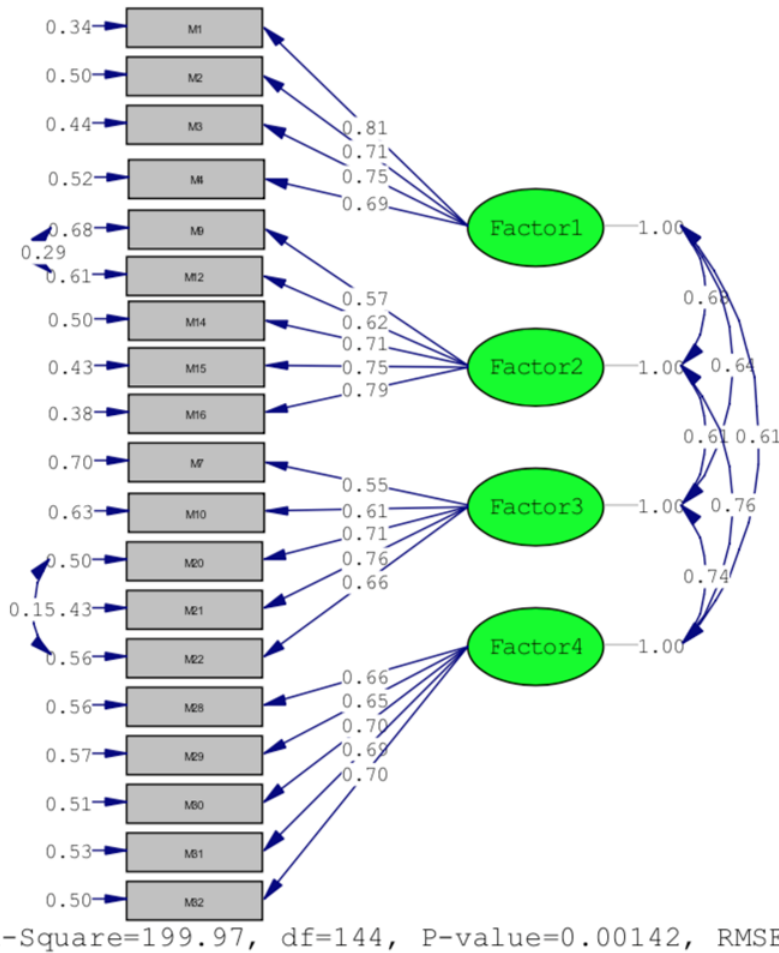 0.34 M1
0.50 M2
0.44 M3
0.81
0.71
0.75
0.52 M4
0.69
0.68 M9 Factor1 1.00
0.29
0.61 M12
0.57 0.68
0.50 M14 0.62
0.71
0.43 M15 0.75 Factor2 1.00 0.64
0.38 M16 0.79
0.61 0.61
0.70 M7
0.55
0.63 M10 0.61 Factor3 1.00 0.76
0.71
0.50 M20 0.76
0.66 0.74
0.15 .43 M21
0.56 M22 Factor4 1.00
0.66
0.56 M28 0.65
0.70
0.57 M29 0.69
0.70
0.51 M30
0.53 M31
0.50 M32
-Square=199.97, df=144, P-value=0.00142, RMSE